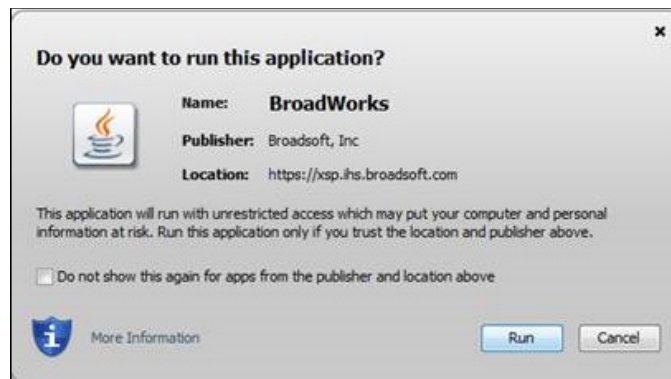 Do you want to run this application?
Name: BroadWorks
Publisher: Broadsoft, Inc
Location: https://xsp.ihs.broadsoft.com
This application will run with unrestricted access which may put your computer and personal
information at risk. Run this application only if you trust the location and publisher above.
Do not show this again for apps from the publisher and location above
More Information
Run
Cancel